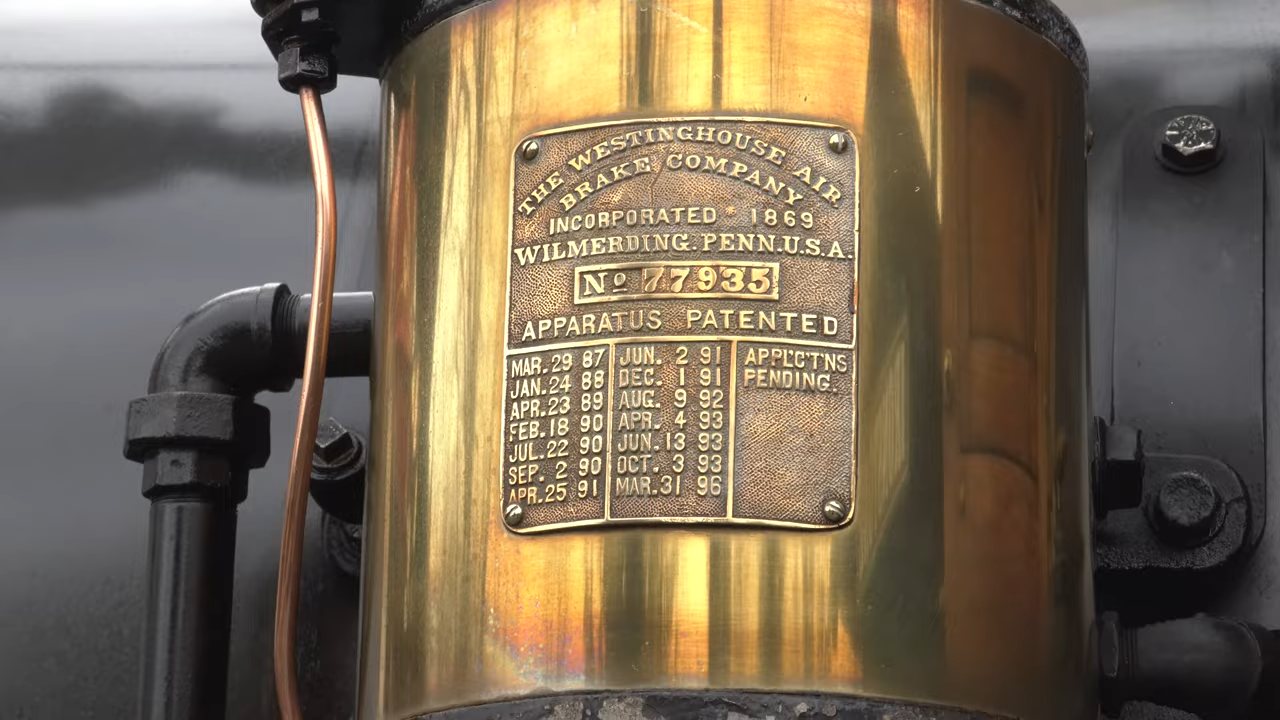 THE WESTINGHOUSE AIR
BRAKE COMPANY
INCORPORATED * 1869
WILMERDING. PENN. U.S.A.
Nº 77935
APPARATUS PATENTED
MAR. 29 87
JAN. 24 88
APR. 23 89
FEB. 18 90
JUL. 22 90
SEP. 2 90
APR. 25 91
JUN. 2 91
DEC. 1 91
AUG. 9 92
APR. 4 93
JUN. 13 93
OCT. 3 93
MAR. 31 96
APPL'C'T'NS
PENDING.